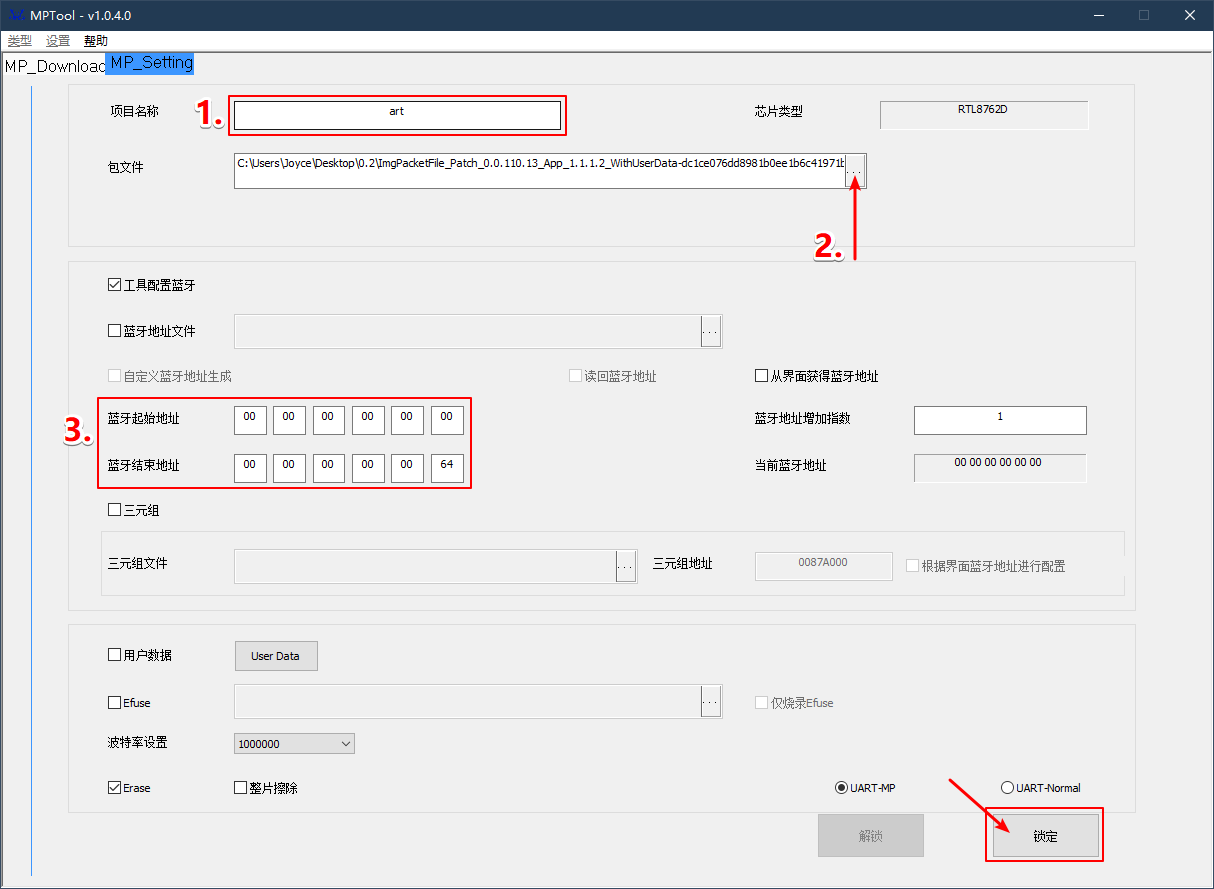 MPTool - v1.0.4.0
类型 设置 帮助
MP_Download MP_Setting
项目名称 1. art 芯片类型 RTL8762D
包文件 C:\Users\Joyce\Desktop\0.2\ImgPacketFile_Patch_0.0.110.13_App_1.1.1.2_WithUserData-dc1ce076dd8981b0ee1b6c41971b ...
2.
工具配置蓝牙
蓝牙地址文件 ...
自定义蓝牙地址生成 读回蓝牙地址 从界面获得蓝牙地址
3. 蓝牙起始地址 00 00 00 00 00 00 蓝牙地址增加指数 1
蓝牙结束地址 00 00 00 00 00 64 当前蓝牙地址 00 00 00 00 00 00
三元组
三元组文件 ... 三元组地址 0087A000 根据界面蓝牙地址进行配置
用户数据 User Data
Efuse ... 仅烧录Efuse
波特率设置 1000000
Erase 整片擦除 UART-MP UART-Normal
解锁 锁定